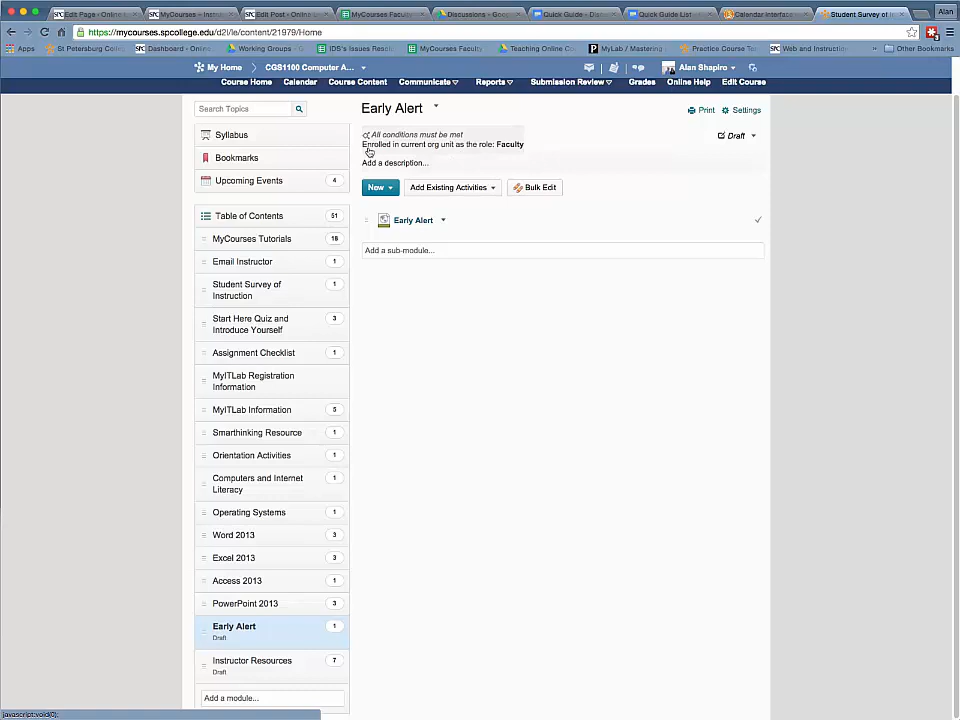 Edit Page - Online
MyCourses – Instru
Edit Post - Online L
MyCourses Faculty
Discussions - Goo
Quick Guide - Dis
Quick Guide List -
Calendar Interface
Student Survey of I
Alan
https://mycourses.spcollege.edu/d2l/le/content/21979/Home
Apps
St Petersburg Colle
Dashboard - Online
Working Groups - G
IDS's Issues Resolu
MyCourses Faculty
Teaching Online Co
MyLab / Mastering
Practice Course Te
Web and Instruction
»
Other Bookmarks
My Home
CGS1100 Computer A...
Alan Shapiro
Course Home
Calendar
Course Content
Communicate
Reports
Submission Review
Grades
Online Help
Edit Course
Search Topics
Syllabus
Bookmarks
Upcoming Events 4
Table of Contents 51
MyCourses Tutorials 18
Email Instructor 1
Student Survey of 1
Instruction
Start Here Quiz and 3
Introduce Yourself
Assignment Checklist 1
MyITLab Registration
Information
MyITLab Information 5
Smarthinking Resource 1
Orientation Activities 1
Computers and Internet 1
Literacy
Operating Systems 1
Word 2013 3
Excel 2013 3
Access 2013 1
PowerPoint 2013 3
Early Alert 1
Draft
Instructor Resources 7
Draft
Add a module...
Early Alert
Print
Settings
All conditions must be met
Enrolled in current org unit as the role: Faculty
Draft
Add a description...
New
Add Existing Activities
Bulk Edit
Early Alert
Add a sub-module...
javascript:void(0);